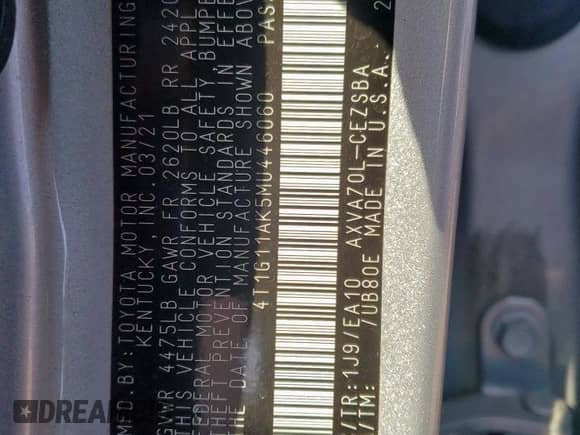 MFD.BY:TOYOTA MOTOR MANUFACTURING
KENTUCKY, INC.03/21
GVWR 4475LB GAWR FR 2620LB RR 2420
THIS VEHICLE CONFORMS TO ALL APPL
FEDERAL MOTOR VEHICLE SAFETY, BUMPE
THEFT PREVENTION STANDARDS IN EFFE
THE DATE OF MANUFACTURE SHOWN ABOV
4T1G11AK5MU446060 PAS
/TR:1J9/EA10 AXVA70L-CEZSBA
/TM: /UB80E MADE IN U.S.A.
DREAM